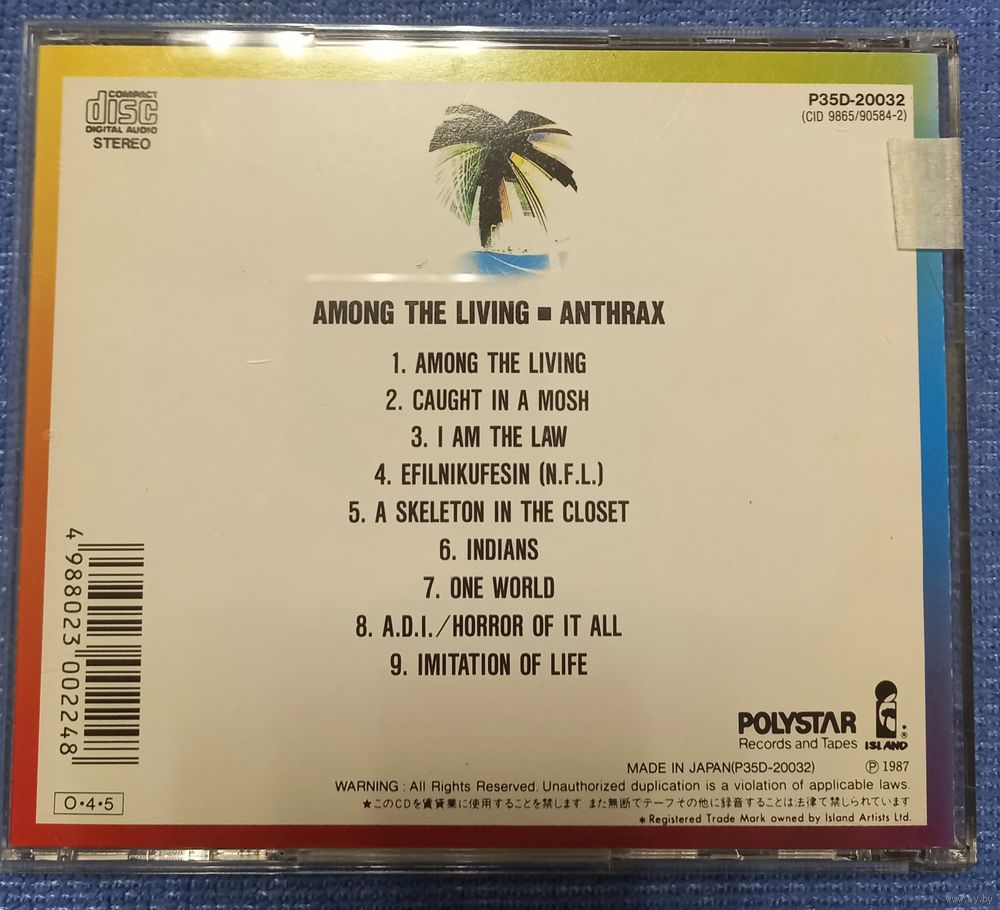 COMPACT
disc
DIGITAL AUDIO
STEREO
P35D-20032
(CID 9865/90584-2)
AMONG THE LIVING ■ ANTHRAX
1. AMONG THE LIVING
2. CAUGHT IN A MOSH
3. I AM THE LAW
4. EFILNIKUFESIN (N.F.L.)
5. A SKELETON IN THE CLOSET
6. INDIANS
7. ONE WORLD
8. A.D.I./HORROR OF IT ALL
9. IMITATION OF LIFE
4 988023 002248
POLYSTAR
Records and Tapes
ISLAND ®
MADE IN JAPAN(P35D-20032)
Ⓟ 1987
WARNING : All Rights Reserved. Unauthorized duplication is a violation of applicable laws.
★このCDを賃貸業に使用することを禁します また無断でテープその他に録音することは法律で禁しられています
O・4・5
* Registered Trade Mark owned by Island Artists Ltd.
www.ay.by